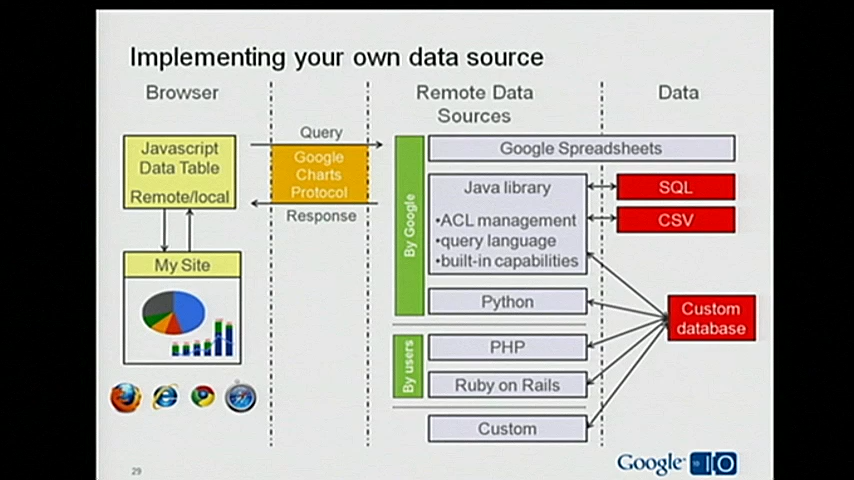 Implementing your own data source
Browser
Remote Data
Sources
Data
Javascript
Data Table
Remote/local
Query
Google
Charts
Protocol
Response
My Site
By Google
Google Spreadsheets
Java library
•ACL management
•query language
•built-in capabilities
Python
SQL
CSV
Custom
database
By users
PHP
Ruby on Rails
Custom
29
Google IO